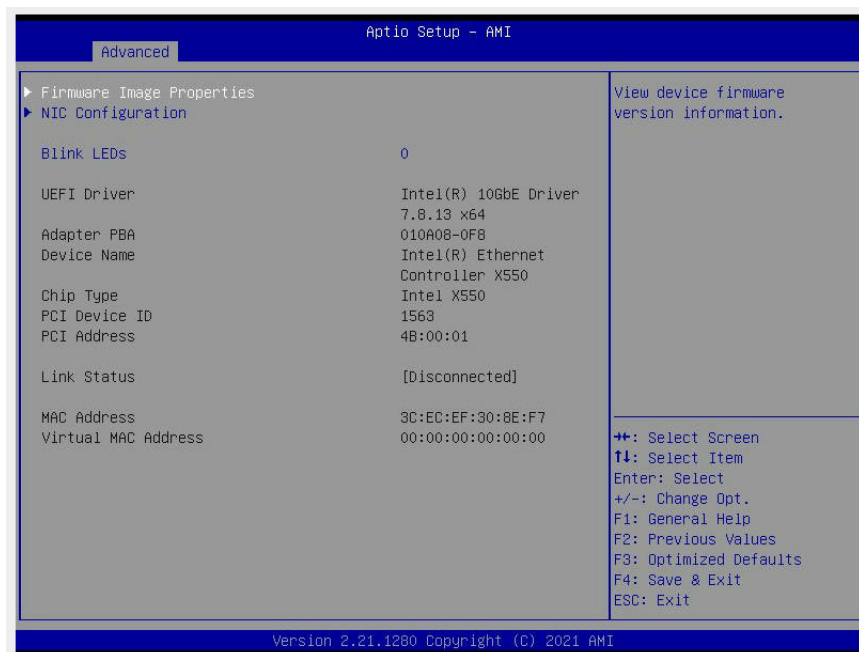 Aptio Setup - AMI
Advanced
▶ Firmware Image Properties
▶ NIC Configuration
Blink LEDs 0
UEFI Driver Intel(R) 10GbE Driver
7.8.13 x64
Adapter PBA 010A08-0F8
Device Name Intel(R) Ethernet
Controller X550
Chip Type Intel X550
PCI Device ID 1563
PCI Address 4B:00:01
Link Status [Disconnected]
MAC Address 3C:EC:EF:30:8E:F7
Virtual MAC Address 00:00:00:00:00:00
View device firmware
version information.
→←: Select Screen
↑↓: Select Item
Enter: Select
+/-: Change Opt.
F1: General Help
F2: Previous Values
F3: Optimized Defaults
F4: Save & Exit
ESC: Exit
Version 2.21.1280 Copyright (C) 2021 AMI